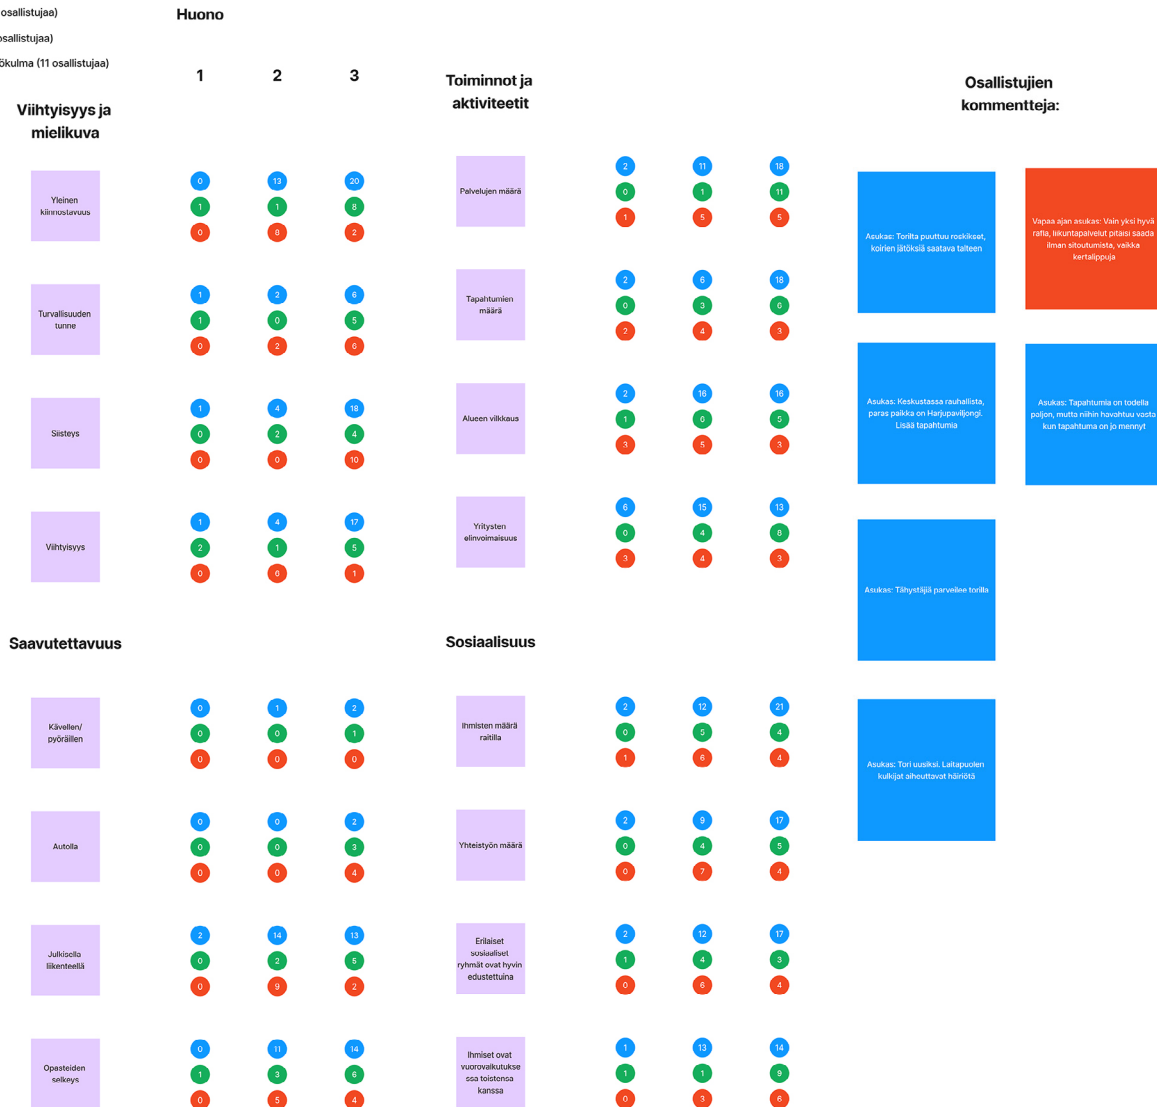 osallistujaa)
osallistujaa)
ökulma (11 osallistujaa)
Huono
1 2 3
Viihtyisyys ja
mielikuva
Yleinen
kiinnostavuus
0 13 20
1 1 8
0 8 2
Turvallisuuden
tunne
1 2 6
1 0 5
0 2 6
Siisteys
1 4 18
0 2 4
0 0 10
Viihtyisyys
1 4 17
2 1 5
0 6 1
Saavutettavuus
Kävellen/
pyöräillen
0 1 2
0 0 1
0 0 0
Autolla
0 0 2
0 0 3
0 0 4
Julkisella
liikenteellä
2 14 13
0 2 5
0 9 2
Opasteiden
selkeys
0 11 14
1 3 6
0 5 4
Toiminnot ja
aktiviteetit
Palvelujen määrä
2 11 18
0 1 11
1 5 5
Tapahtumien
määrä
2 6 18
0 3 6
2 4 3
Alueen vilkkaus
2 16 16
1 6 5
3 5 3
Yritysten
elinvoimaisuus
6 15 13
0 4 8
3 4 3
Sosiaalisuus
Ihmisten määrä
raitilla
2 12 21
0 5 4
1 6 4
Yhteistyön määrä
2 9 17
0 4 5
0 7 4
Erilaiset
sosiaaliset
ryhmät ovat hyvin
edustettuina
2 12 17
1 4 3
0 6 4
Ihmiset ovat
vuorovaikutukse
ssa toistensa
kanssa
1 13 14
1 1 9
0 3 6
Osallistujien
kommentteja:
Asukas: Torilta puuttuu roskikset,
koirien jätöksiä saatava talteen
Vapaa ajan asukas: Vain yksi hyvä
rafla, liikuntapalvelut pitäisi saada
ilman sitoutumista, vaikka
kertalippuja
Asukas: Keskustassa rauhallista,
paras paikka on Harjupaviljongi.
Lisää tapahtumia
Asukas: Tapahtumia on todella
paljon, mutta niihin havahtuu vasta
kun tapahtuma on jo mennyt
Asukas: Tähystäjiä parveilee torilla
Asukas: Tori uusiksi. Laitapuolen
kulkijat aiheuttavat häiriötä